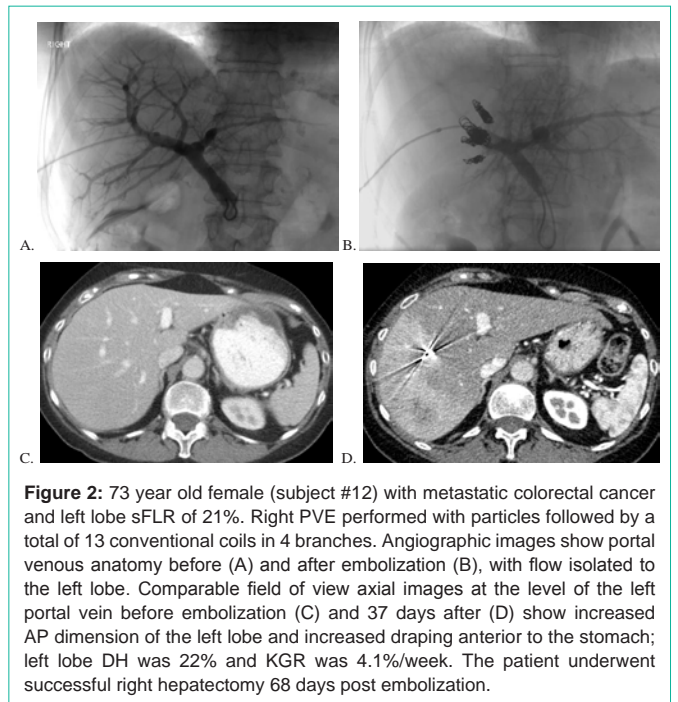 RIGHT
A.
B.
C.
D.
Figure 2: 73 year old female (subject #12) with metastatic colorectal cancer
and left lobe sFLR of 21%. Right PVE performed with particles followed by a
total of 13 conventional coils in 4 branches. Angiographic images show portal
venous anatomy before (A) and after embolization (B), with flow isolated to
the left lobe. Comparable field of view axial images at the level of the left
portal vein before embolization (C) and 37 days after (D) show increased
AP dimension of the left lobe and increased draping anterior to the stomach;
left lobe DH was 22% and KGR was 4.1%/week. The patient underwent
successful right hepatectomy 68 days post embolization.